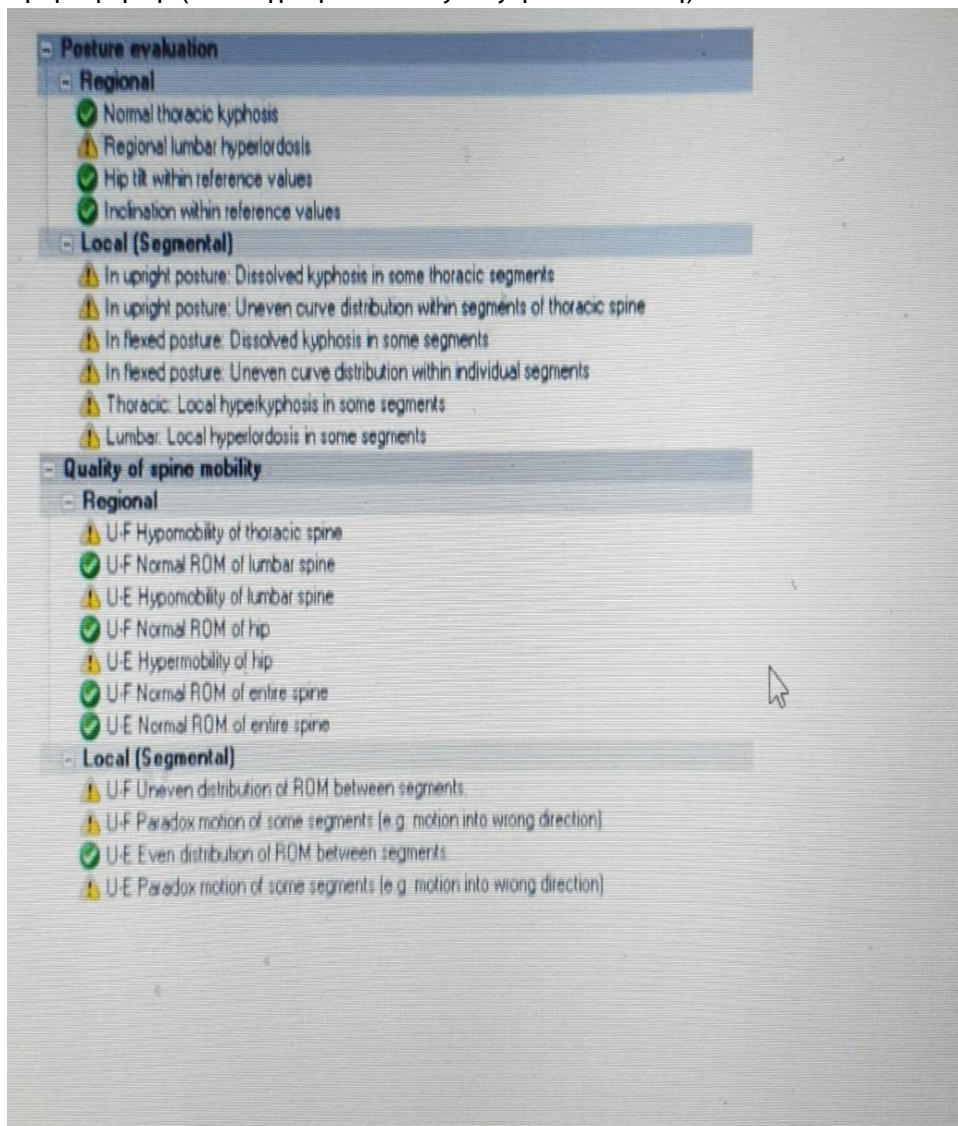 Posture evaluation
Regional
Normal thoracic kyphosis
Regional lumbar hyperlordosis
Hip tilt within reference values
Inclination within reference values
Local (Segmental)
In upright posture: Dissolved kyphosis in some thoracic segments
In upright posture: Uneven curve distribution within segments of thoracic spine
In flexed posture: Dissolved kyphosis in some segments
In flexed posture: Uneven curve distribution within individual segments
Thoracic: Local hyperkyphosis in some segments
Lumbar: Local hyperlordosis in some segments
Quality of spine mobility
Regional
U-F Hypomobility of thoracic spine
U-F Normal ROM of lumbar spine
U-E Hypomobility of lumbar spine
U-F Normal ROM of hip
U-E Hypermobility of hip
U-F Normal ROM of entire spine
U-E Normal ROM of entire spine
Local (Segmental)
U-F Uneven distribution of ROM between segments.
U-F Paradox motion of some segments (e.g. motion into wrong direction)
U-E Even distribution of ROM between segments.
U-E Paradox motion of some segments (e.g. motion into wrong direction)